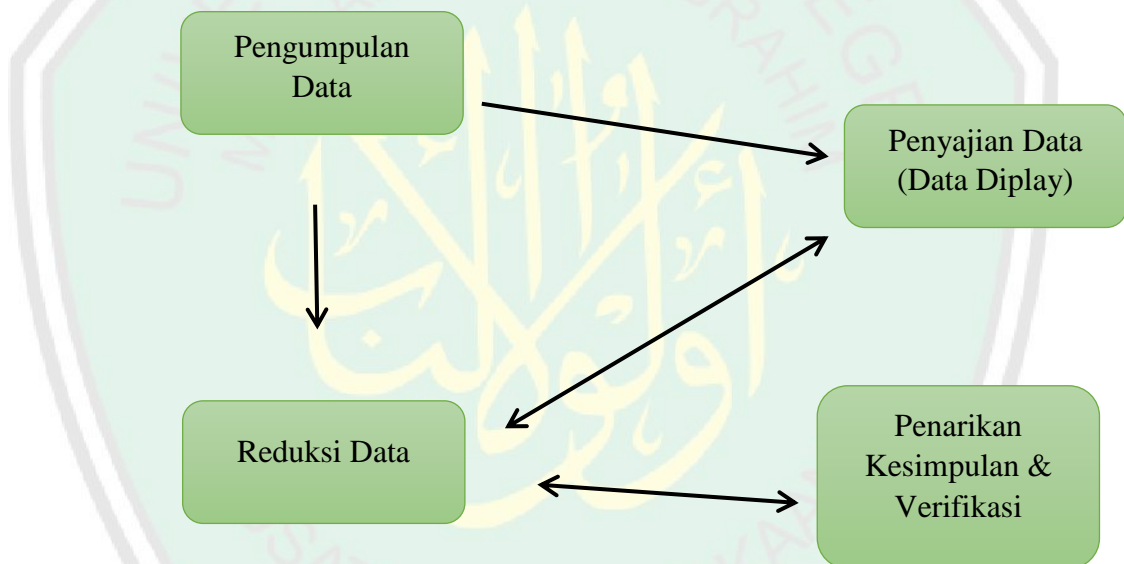 Pengumpulan
Data
Penyajian Data
(Data Diplay)
Reduksi Data
Penarikan
Kesimpulan &
Verifikasi